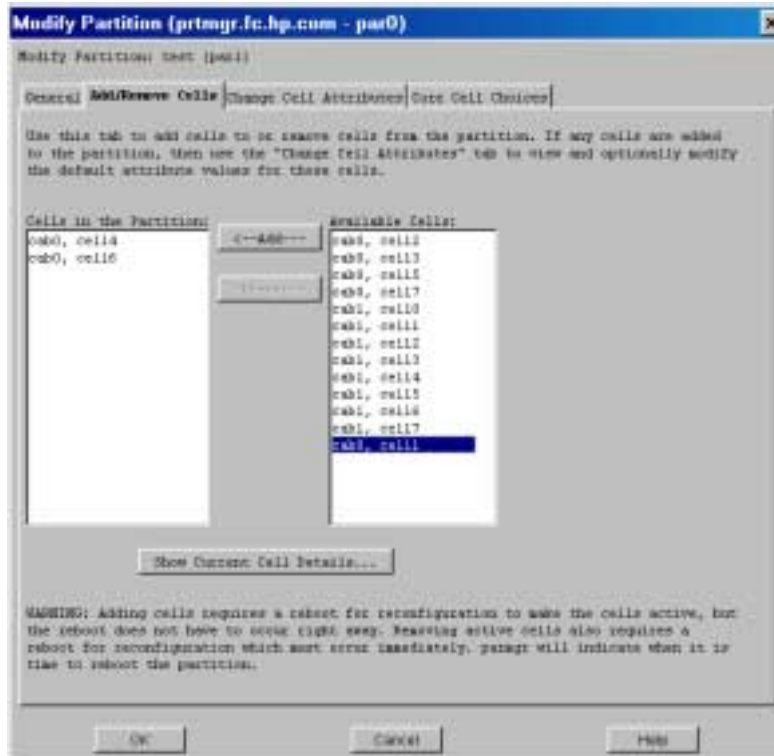 Modify Partition (prtmgr.fc.hp.com - par0)
Modify Partition: test (par1)
General Add/Remove Cells Change Cell Attributes Core Cell Choices
Use this tab to add cells to or remove cells from the partition. If any cells are added
to the partition, then use the "Change Cell Attributes" tab to view and optionally modify
the default attribute values for these cells.
Cells in the Partition:
cab0, cell4
cab0, cell6
<--Add---
Available Cells:
cab0, cell2
cab0, cell3
cab0, cell5
cab0, cell7
cab1, cell0
cab1, cell1
cab1, cell2
cab1, cell3
cab1, cell4
cab1, cell5
cab1, cell6
cab1, cell7
cab0, cell1
Show Current Cell Details...
WARNING: Adding cells requires a reboot for reconfiguration to make the cells active, but
the reboot does not have to occur right away. Removing active cells also requires a
reboot for reconfiguration which must occur immediately. parmgr will indicate when it is
time to reboot the partition.
OK Cancel Help